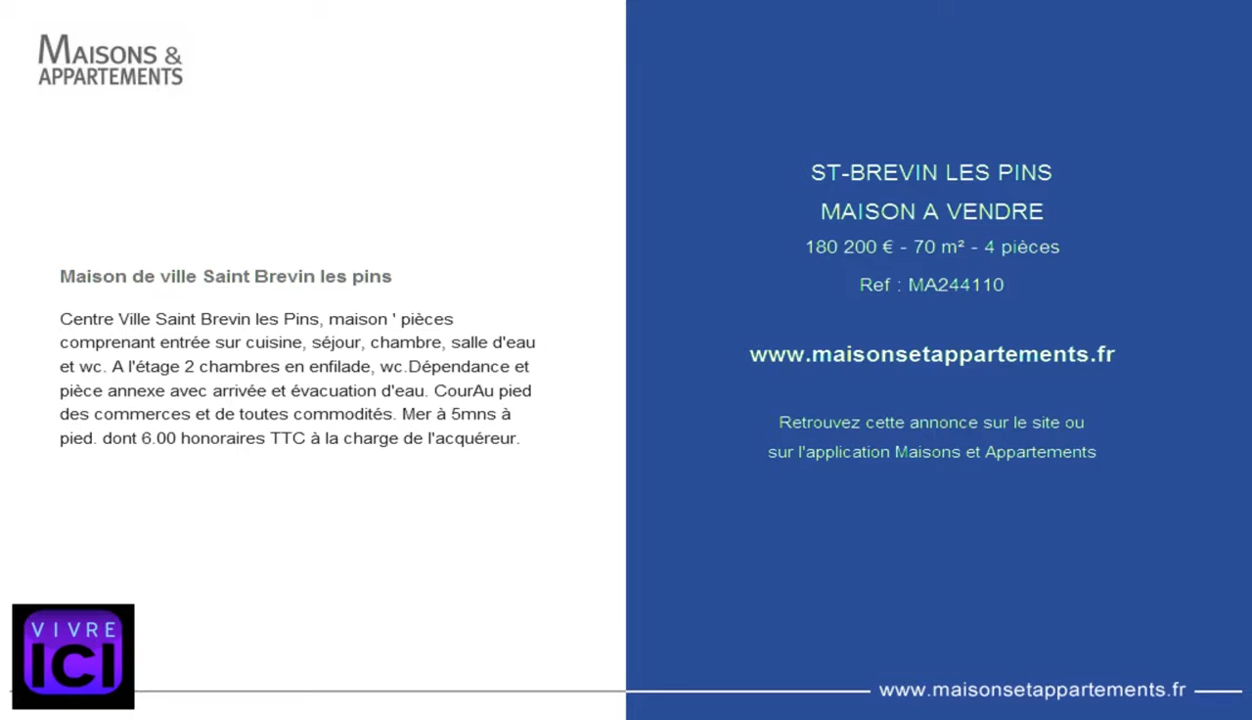 MAISONS &
APPARTEMENTS
Maison de ville Saint Brevin les pins
Centre Ville Saint Brevin les Pins, maison ' pièces
comprenant entrée sur cuisine, séjour, chambre, salle d'eau
et wc. A l'étage 2 chambres en enfilade, wc.Dépendance et
pièce annexe avec arrivée et évacuation d'eau. CourAu pied
des commerces et de toutes commodités. Mer à 5mns à
pied. dont 6.00 honoraires TTC à la charge de l'acquéreur.
VIVRE
ICI
ST-BREVIN LES PINS
MAISON A VENDRE
180 200 € - 70 m² - 4 pièces
Ref : MA244110
www.maisonsetappartements.fr
Retrouvez cette annonce sur le site ou
sur l'application Maisons et Appartements
www.maisonsetappartements.fr